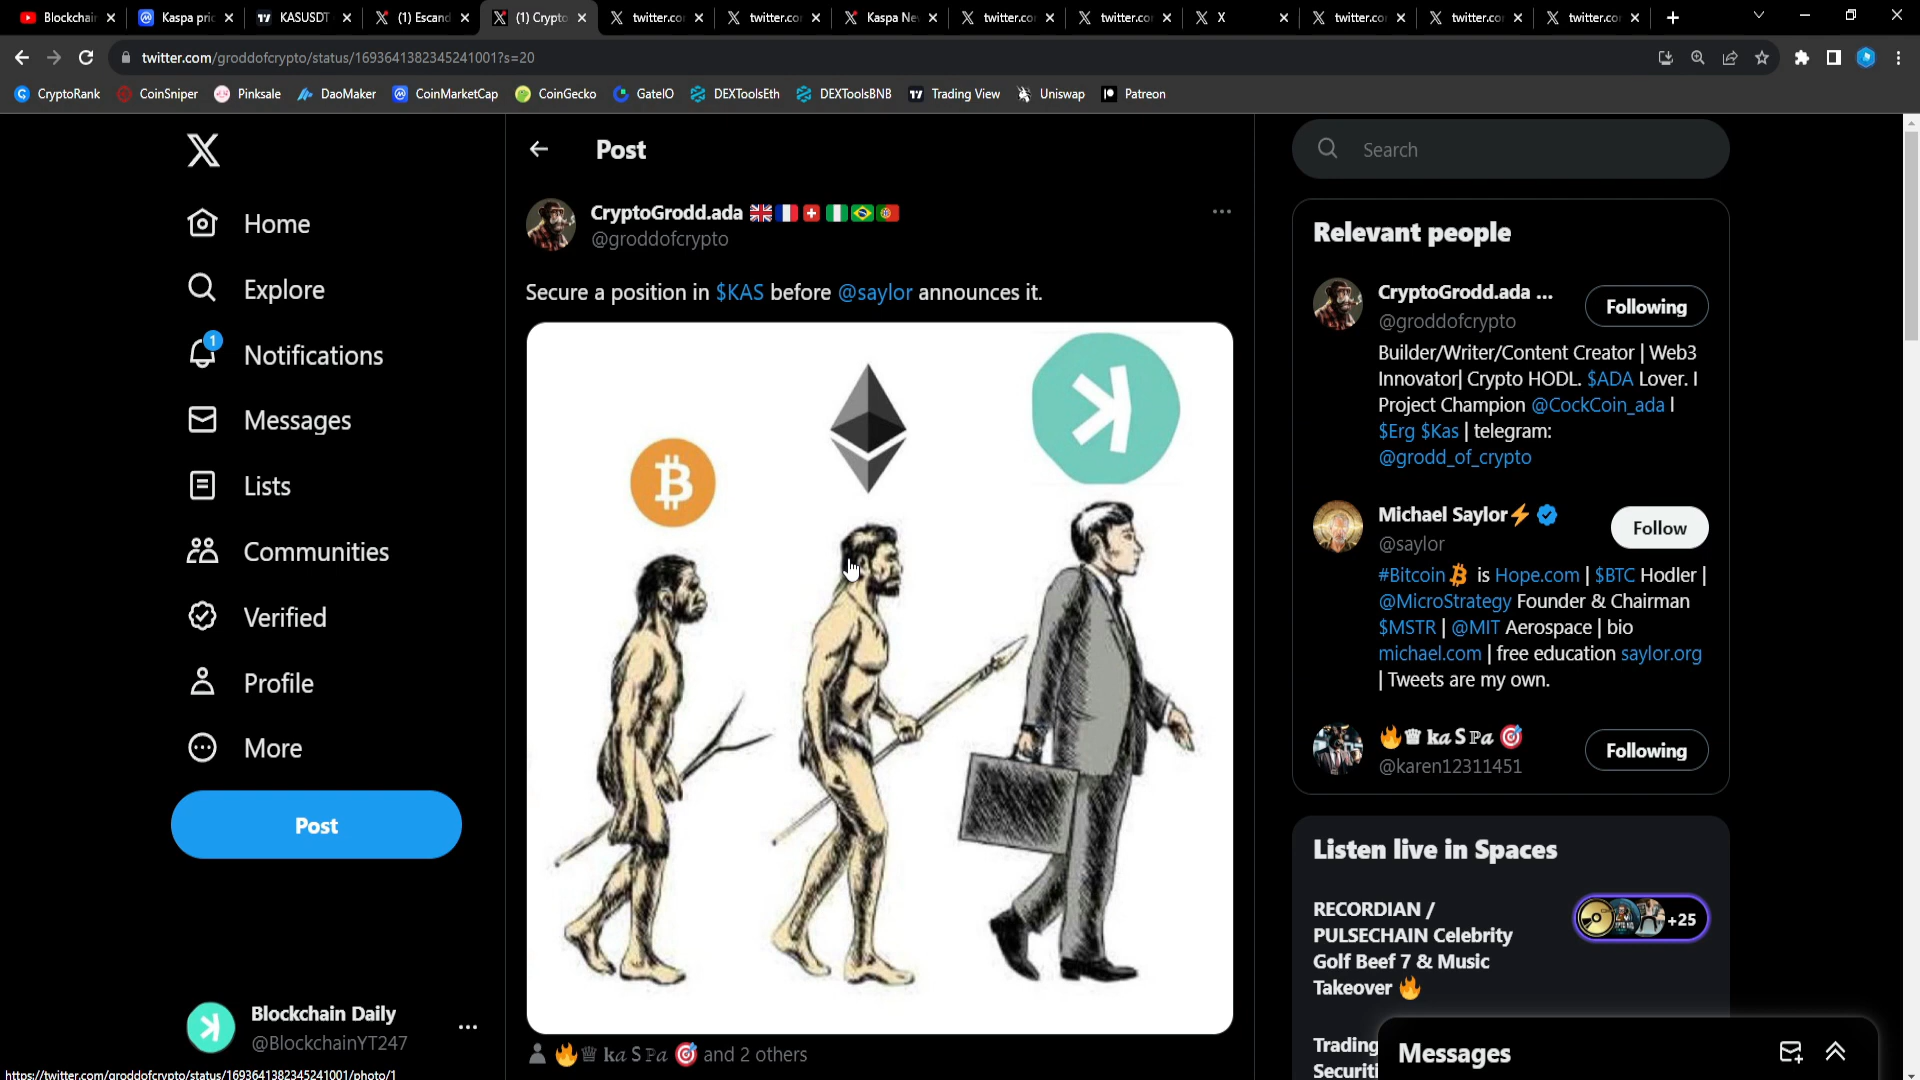 Blockchain
Kaspa pric
KASUSDT
(1) Escand
(1) Crypto
twitter.co
twitter.co
Kaspa Ne
twitter.co
twitter.co
X
twitter.co
twitter.co
twitter.co
twitter.com/groddofcrypto/status/1693641382345241001?s=20
CryptoRank
CoinSniper
Pinksale
DaoMaker
CoinMarketCap
CoinGecko
GateIO
DEXToolsEth
DEXToolsBNB
Trading View
Uniswap
Patreon
Home
Explore
1
Notifications
Messages
Lists
Communities
Verified
Profile
More
Post
Blockchain Daily
@BlockchainYT247
https://twitter.com/groddofcrypto/status/1693641382345241001/photo/1
Post
CryptoGrodd.ada 🇬🇧🇫🇷🇨🇭🇳🇬🇧🇷🇵🇹
@groddofcrypto
Secure a position in $KAS before @saylor announces it.
🔥♛ 𝐤𝒂 S ℙ𝒂 🎯 and 2 others
Search
Relevant people
CryptoGrodd.ada ...
@groddofcrypto
Following
Builder/Writer/Content Creator | Web3
Innovator| Crypto HODL. $ADA Lover. l
Project Champion @CockCoin_ada l
$Erg $Kas | telegram:
@grodd_of_crypto
Michael Saylor⚡
@saylor
Follow
#Bitcoin is Hope.com | $BTC Hodler |
@MicroStrategy Founder & Chairman
$MSTR | @MIT Aerospace | bio
michael.com | free education saylor.org
| Tweets are my own.
🔥♛ 𝐤𝒂 S ℙ𝒂 🎯
@karen12311451
Following
Listen live in Spaces
RECORDIAN /
PULSECHAIN Celebrity
Golf Beef 7 & Music
Takeover 🔥
+25
Trading
Securiti
Messages